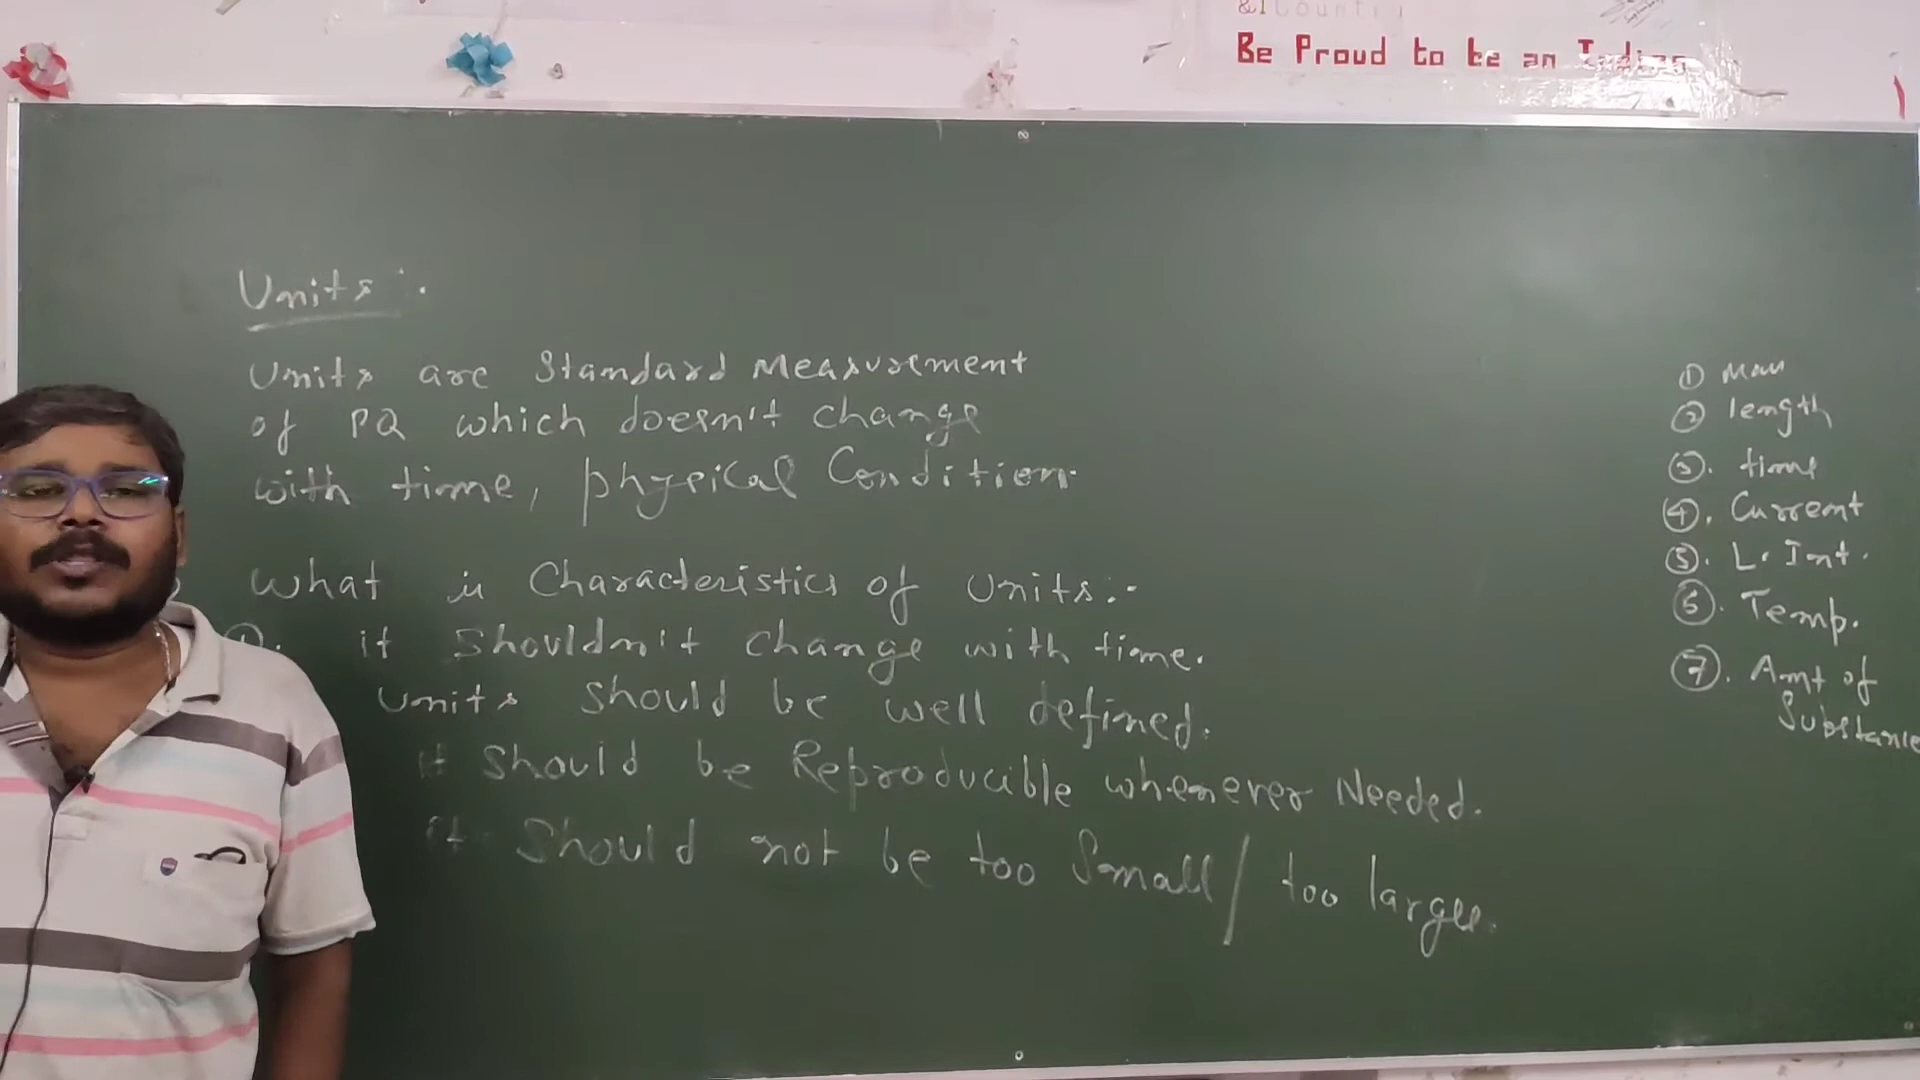 Be Proud to be an Indian
Units :-
Units are Standard Measurement
of PQ which doesn't change
with time, physical Condition.
What is Characteristics of Units:-
①. it Shouldn't change with time.
Units should be well defined.
it should be Reproducible whenever Needed.
it Should not be too Small/ too large.
① Mass
② length
③. time
④. Current
⑤. L. Int.
⑥. Temp.
⑦. Amt of
Substance